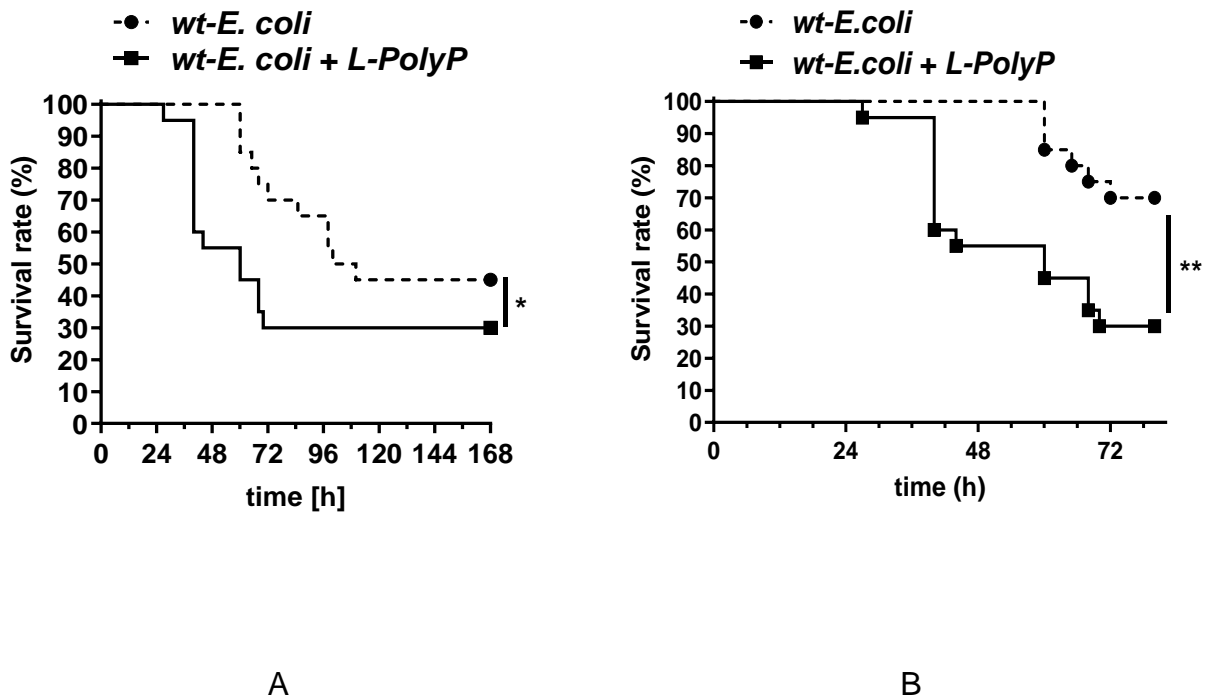 wt-E. coli
wt-E. coli + L-PolyP
100
90
80
70
60
50
40
30
20
10
0
Survival rate (%)
*
0 24 48 72 96 120 144 168
time [h]
A
wt-E.coli
wt-E.coli + L-PolyP
100
90
80
70
60
50
40
30
20
10
0
Survival rate (%)
**
0 24 48 72
time (h)
B